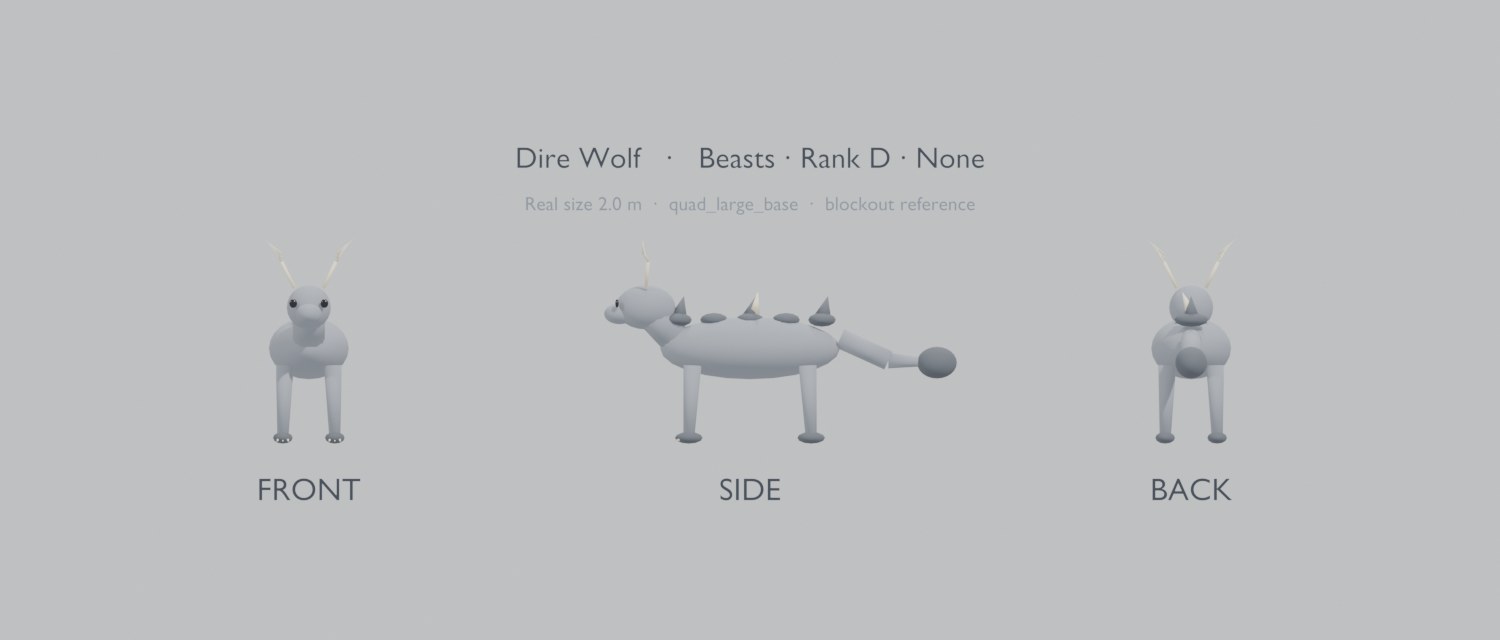 Dire Wolf · Beasts · Rank D · None
Real size 2.0 m · quad_large_base · blockout reference
FRONT
SIDE
BACK